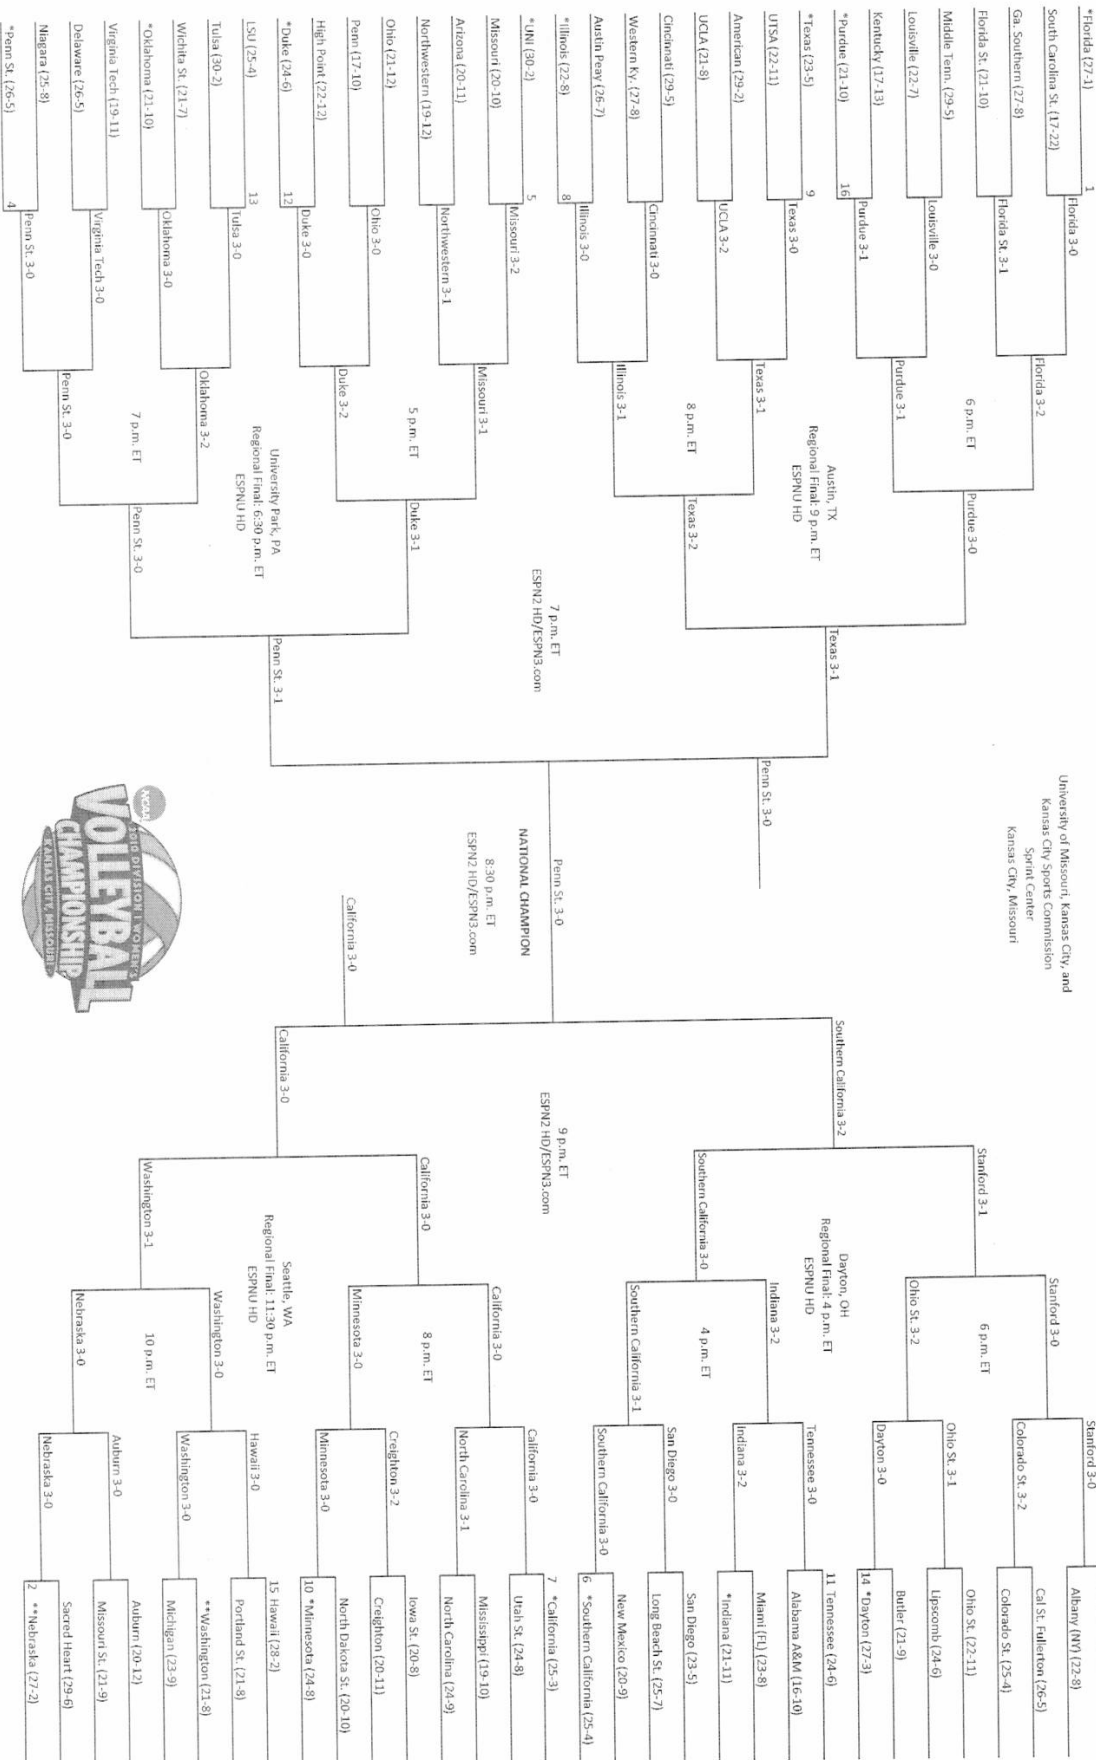 *Florida (27-1)
1
South Carolina St. (17-22)
Ga. Southern (27-8)
Florida St. (21-10)
Middle Tenn. (29-5)
Louisville (22-7)
Kentucky (17-13)
*Purdue (21-10)
16
*Texas (23-5)
9
UTSA (22-11)
American (29-2)
UCLA (21-8)
Cincinnati (29-5)
Western Ky. (27-8)
Austin Peay (26-7)
*Illinois (22-8)
8
*UNI (30-2)
5
Missouri (20-10)
Arizona (20-11)
Northwestern (19-12)
Ohio (21-12)
Penn (17-10)
High Point (22-12)
*Duke (24-6)
12
LSU (25-4)
13
Tulsa (30-2)
Wichita St. (21-7)
*Oklahoma (21-10)
Virginia Tech (19-11)
Delaware (26-5)
Niagara (25-8)
*Penn St. (26-5)
4
Florida 3-0
Florida St. 3-1
Louisville 3-0
Purdue 3-1
Texas 3-0
UCLA 3-2
Cincinnati 3-0
Illinois 3-0
Missouri 3-2
Northwestern 3-1
Ohio 3-0
Duke 3-0
Tulsa 3-0
Oklahoma 3-0
Virginia Tech 3-0
Penn St. 3-0
Florida 3-2
Purdue 3-1
Texas 3-1
Illinois 3-1
Missouri 3-1
Duke 3-2
Oklahoma 3-2
Penn St. 3-0
6 p.m. ET
8 p.m. ET
5 p.m. ET
7 p.m. ET
Austin, TX
Regional Final: 9 p.m. ET
ESPNU HD
University Park, PA
Regional Final: 6:30 p.m. ET
ESPNU HD
Purdue 3-0
Texas 3-2
Duke 3-1
Penn St. 3-0
7 p.m. ET
ESPN2 HD/ESPN3.com
Texas 3-1
Penn St. 3-1
Penn St. 3-0
University of Missouri, Kansas City, and
Kansas City Sports Commission
Sprint Center
Kansas City, Missouri
Penn St. 3-0
NATIONAL CHAMPION
8:30 p.m. ET
ESPN2 HD/ESPN3.com
California 3-0
NCAA
2010 DIVISION I WOMEN'S
VOLLEYBALL
CHAMPIONSHIP
KANSAS CITY, MISSOURI
Southern California 3-2
California 3-0
9 p.m. ET
ESPN2 HD/ESPN3.com
Stanford 3-1
Southern California 3-0
California 3-0
Washington 3-1
Dayton, OH
Regional Final: 4 p.m. ET
ESPNU HD
Seattle, WA
Regional Final: 11:30 p.m. ET
ESPNU HD
Stanford 3-0
Ohio St. 3-2
Indiana 3-2
Southern California 3-1
California 3-0
Minnesota 3-0
Washington 3-0
Nebraska 3-0
6 p.m. ET
4 p.m. ET
8 p.m. ET
10 p.m. ET
Stanford 3-0
Colorado St. 3-2
Ohio St. 3-1
Dayton 3-0
Tennessee 3-0
Indiana 3-2
San Diego 3-0
Southern California 3-0
California 3-0
North Carolina 3-1
Creighton 3-2
Minnesota 3-0
Hawaii 3-0
Washington 3-0
Auburn 3-0
Nebraska 3-0
Albany (NY) (22-8)
Cal St. Fullerton (26-5)
Colorado St. (25-4)
Ohio St. (22-11)
Lipscomb (24-6)
Butler (21-9)
14 *Dayton (27-3)
11 Tennessee (24-6)
Alabama A&M (16-10)
Miami (FL) (23-8)
*Indiana (21-11)
San Diego (23-5)
Long Beach St. (25-7)
New Mexico (20-9)
6 *Southern California (25-4)
7 *California (25-3)
Utah St. (24-8)
Mississippi (19-10)
North Carolina (24-9)
Iowa St. (20-8)
Creighton (20-11)
North Dakota St. (20-10)
10 *Minnesota (24-8)
15 Hawaii (28-2)
Portland St. (21-8)
**Washington (21-8)
Michigan (23-9)
Auburn (20-12)
Missouri St. (21-9)
Sacred Heart (29-6)
2 **Nebraska (27-2)